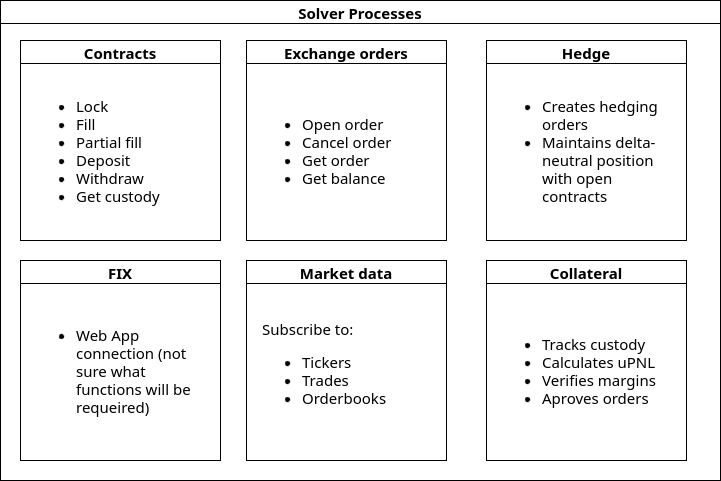 Solver Processes
Contracts
• Lock
• Fill
• Partial fill
• Deposit
• Withdraw
• Get custody
Exchange orders
• Open order
• Cancel order
• Get order
• Get balance
Hedge
• Creates hedging
orders
• Maintains delta-
neutral position
with open
contracts
FIX
• Web App
connection (not
sure what
functions will be
requeired)
Market data
Subscribe to:
• Tickers
• Trades
• Orderbooks
Collateral
• Tracks custody
• Calculates uPNL
• Verifies margins
• Aproves orders